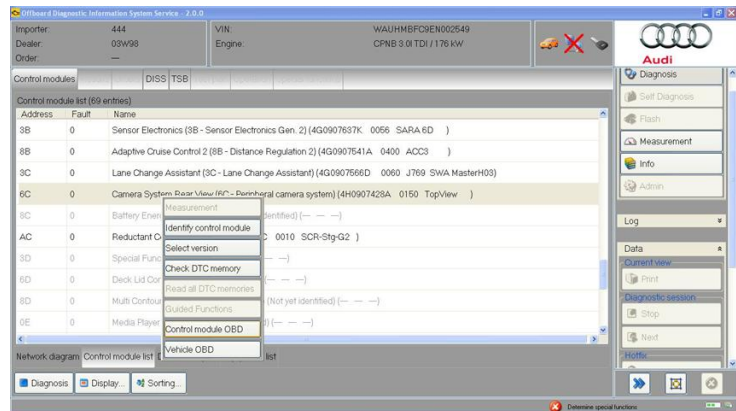 Offboard Diagnostic Information System Service - 2.0.0
Importer: 444 VIN: WAUHMBFC9EN002549
Dealer: 03W98 Engine: CPNB 3.0l TDI / 176 kW
Order: —
Audi
Control modules DISS TSB
Diagnosis
Control module list (69 entries)
Self Diagnosis
Address Fault Name
Flash
3B 0 Sensor Electronics (3B - Sensor Electronics Gen. 2) (4G0907637K 0056 SARA 6D )
Measurement
8B 0 Adaptive Cruise Control 2 (8B - Distance Regulation 2) (4G0907541A 0400 ACC3 )
Info
3C 0 Lane Change Assistant (3C - Lane Change Assistant) (4G0907566D 0060 J769 SWA MasterH03)
Admin
6C 0 Camera System Rear View (6C - Peripheral camera system) (4H0907428A 0150 TopView )
Measurement
8C 0 Battery Ener dentified) (— — —)
Log
Identify control module
AC 0 Reductant C 0010 SCR-Stg-G2 )
Select version
Data
3D 0 Special Func — —)
Current view
Check DTC memory
Print
6D 0 Deck Lid Con (— — —)
Read all DTC memories
Diagnostic session
8D 0 Multi Contour (Not yet identified) (— — —)
Guided Functions
Stop
0E 0 Media Player (— — —)
Control module OBD
Next
Network diagram Control module list list
Vehicle OBD
Hotfix
Diagnosis Display... Sorting...
Determine special functions